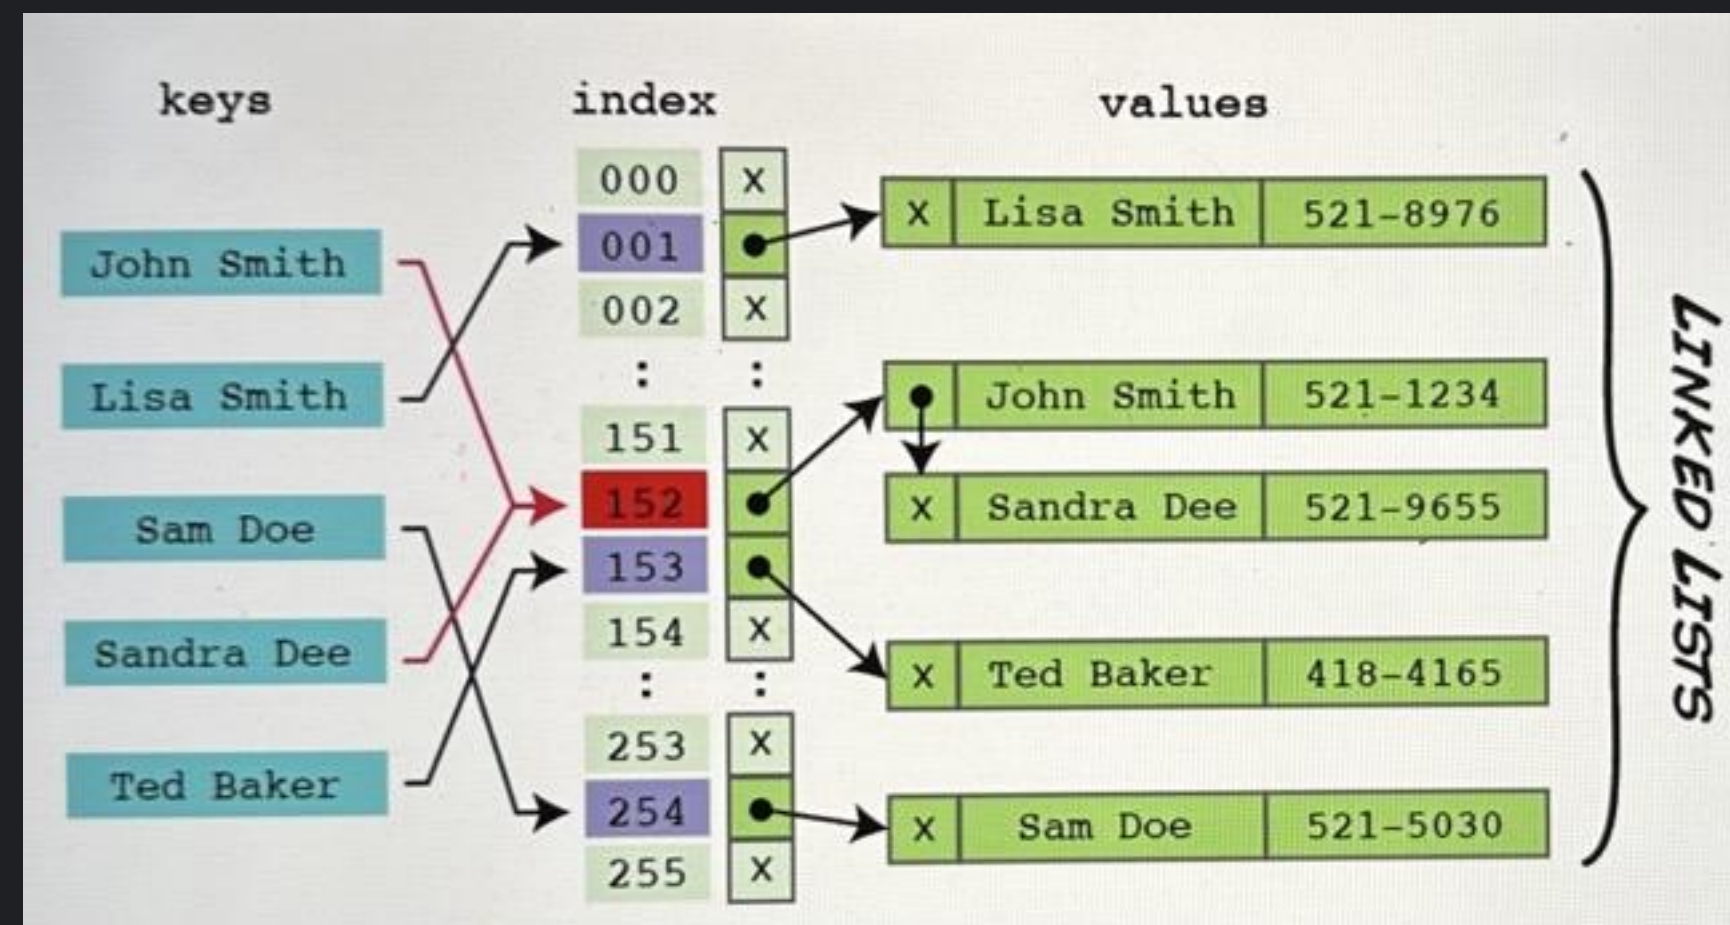 keys
index
values
John Smith
Lisa Smith
Sam Doe
Sandra Dee
Ted Baker
000 x
001
002 x
:   :
151 x
152
153
154 x
:   :
253 x
254
255 x
x Lisa Smith 521-8976
John Smith 521-1234
x Sandra Dee 521-9655
x Ted Baker 418-4165
x Sam Doe 521-5030
LINKED LISTS